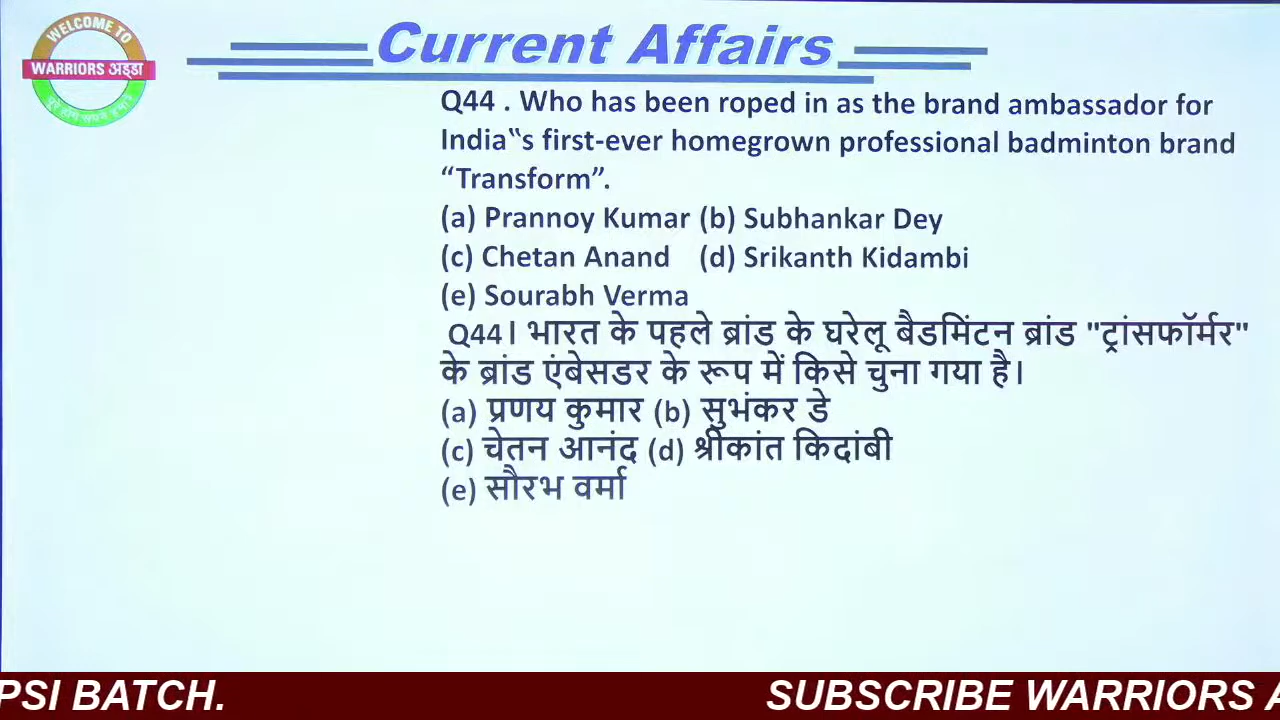 WELCOME TO
WARRIORS अड्डा
Current Affairs
Q44 . Who has been roped in as the brand ambassador for
India‟s first-ever homegrown professional badminton brand
“Transform”.
(a) Prannoy Kumar (b) Subhankar Dey
(c) Chetan Anand (d) Srikanth Kidambi
(e) Sourabh Verma
Q44। भारत के पहले ब्रांड के घरेलू बैडमिंटन ब्रांड "ट्रांसफॉर्मर"
के ब्रांड एंबेसडर के रूप में किसे चुना गया है।
(a) प्रणय कुमार (b) सुभंकर डे
(c) चेतन आनंद (d) श्रीकांत किदांबी
(e) सौरभ वर्मा
PSI BATCH. SUBSCRIBE WARRIORS A